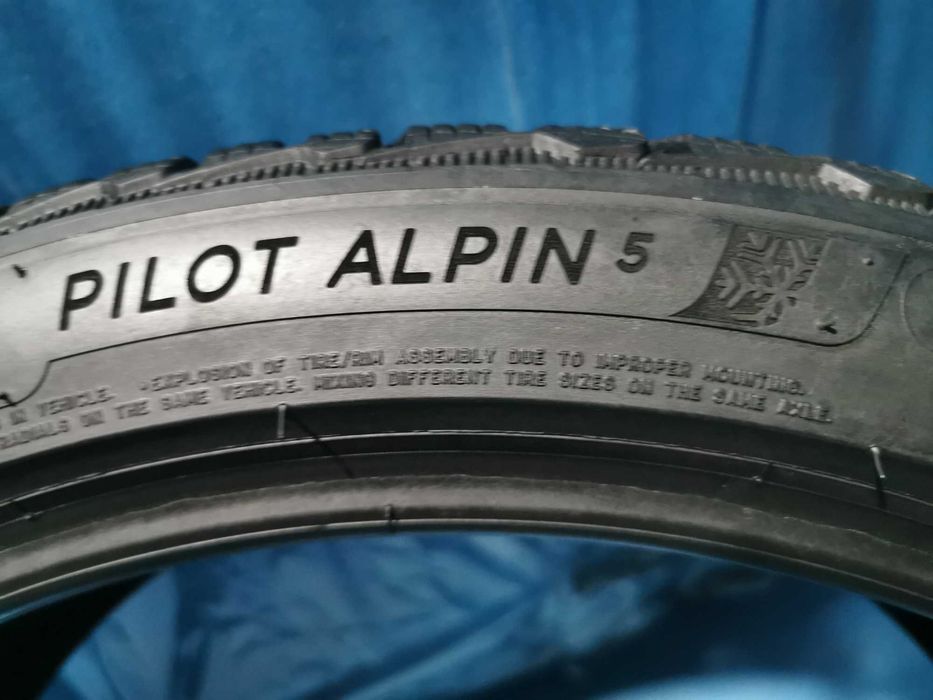 PILOT ALPIN 5
IN VEHICLE. •EXPLOSION OF TIRE/RIM ASSEMBLY DUE TO IMPROPER MOUNTING.
RADIALS ON THE SAME VEHICLE. MIXING DIFFERENT TIRE SIZES ON THE SAME AXLE.